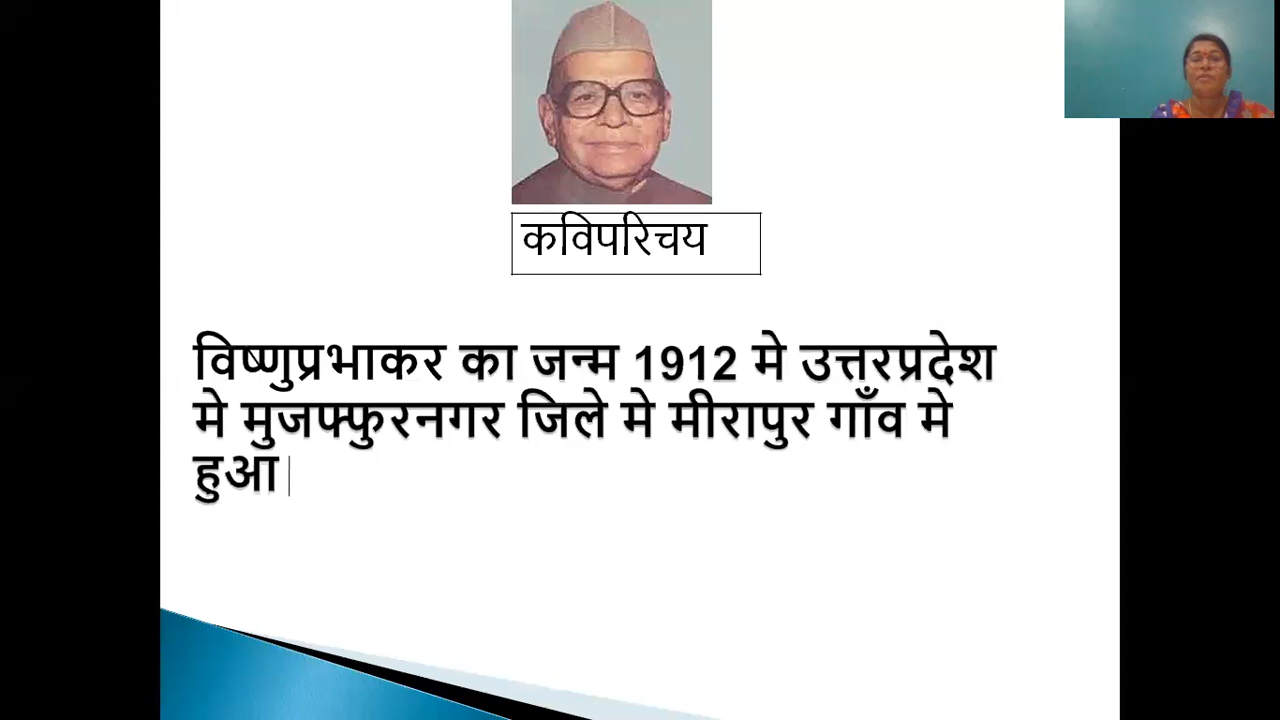 कविपरिचय
विष्णुप्रभाकर का जन्म 1912 मे उत्तरप्रदेश
मे मुजफ्फुरनगर जिले मे मीरापुर गाँव मे
हुआ|